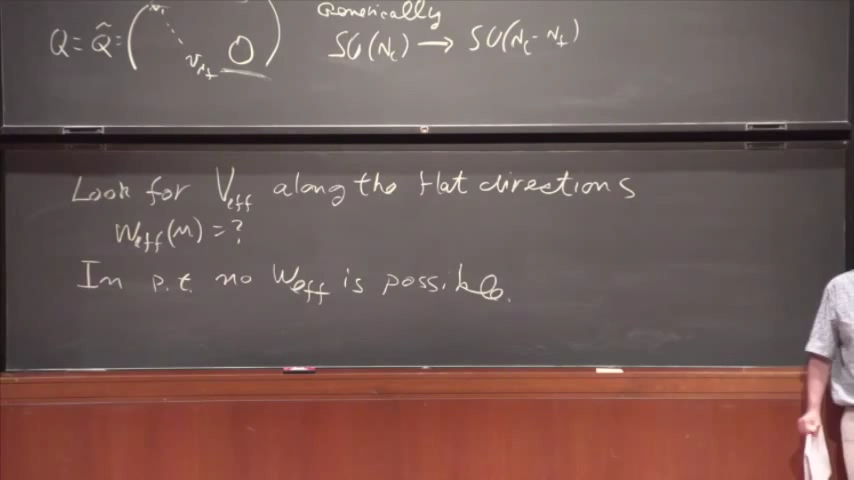 Generically
Q = Q̃ = ( v₁ ⋱ v_{N_f} O ) SU(N_c) → SU(N_c - N_f)
Look for V_eff along the flat directions
W_eff(M) = ?
In p.t. no W_eff is possible.